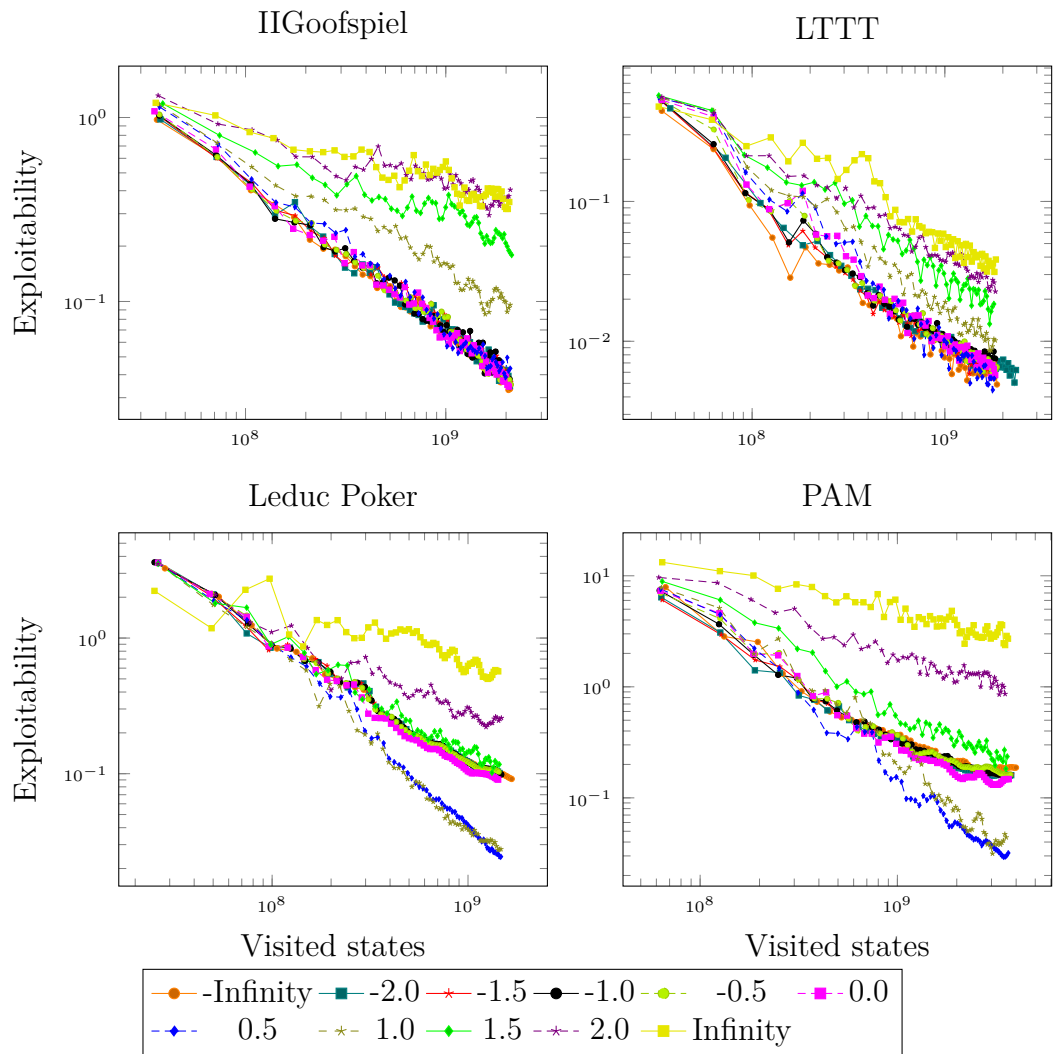 IIGoofspiel
LTTT
Exploitability
10^0
10^{-1}
10^8
10^9
10^{-1}
10^{-2}
10^8
10^9
Leduc Poker
PAM
Exploitability
10^0
10^{-1}
10^8
10^9
10^1
10^0
10^{-1}
10^8
10^9
Visited states
Visited states
-Infinity -2.0 -1.5 -1.0 -0.5 0.0
0.5 1.0 1.5 2.0 Infinity